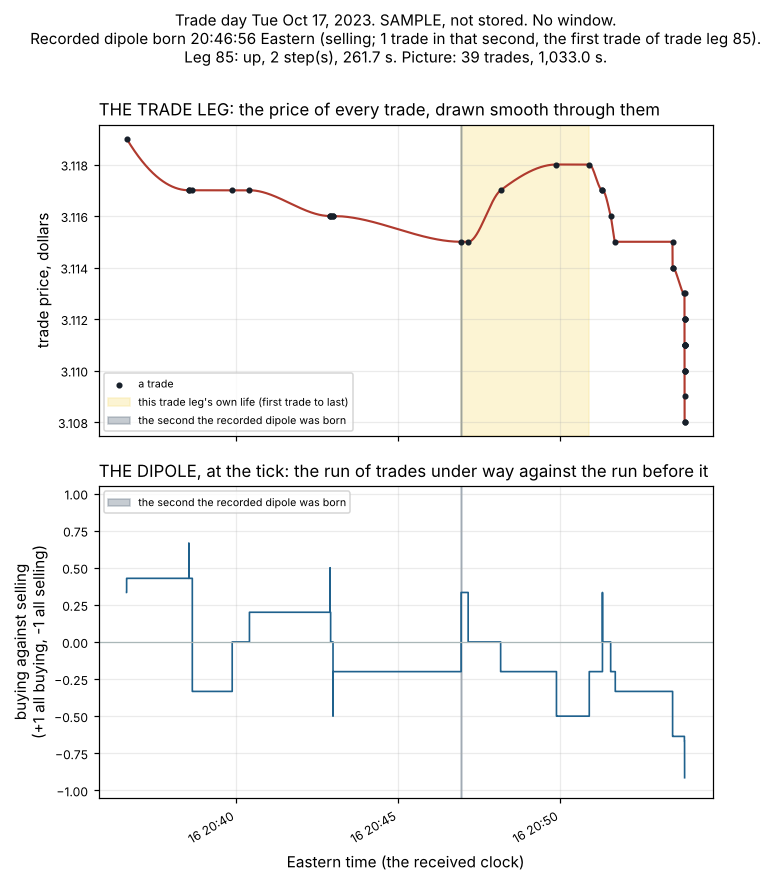 Trade day Tue Oct 17, 2023. SAMPLE, not stored. No window.
Recorded dipole born 20:46:56 Eastern (selling; 1 trade in that second, the first trade of trade leg 85).
Leg 85: up, 2 step(s), 261.7 s. Picture: 39 trades, 1,033.0 s.
THE TRADE LEG: the price of every trade, drawn smooth through them
trade price, dollars
3.118
3.116
3.114
3.112
3.110
3.108
a trade
this trade leg's own life (first trade to last)
the second the recorded dipole was born
THE DIPOLE, at the tick: the run of trades under way against the run before it
buying against selling
(+1 all buying, −1 all selling)
1.00
0.75
0.50
0.25
0.00
−0.25
−0.50
−0.75
−1.00
the second the recorded dipole was born
16 20:40
16 20:45
16 20:50
Eastern time (the received clock)